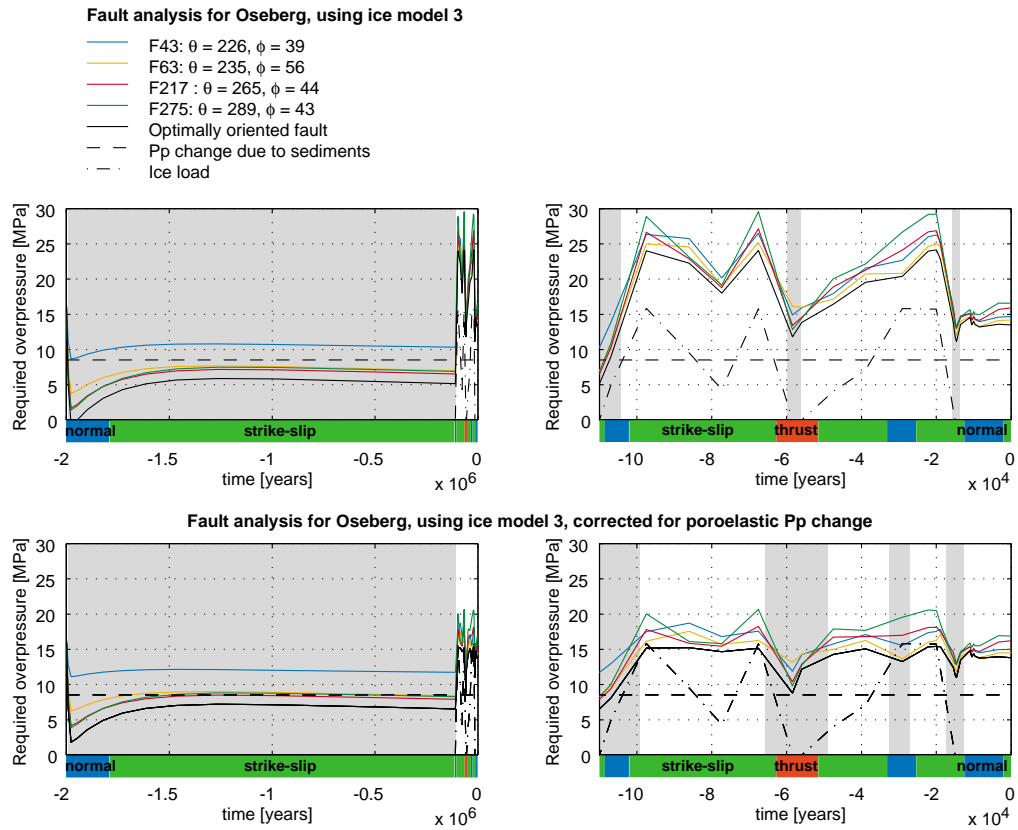 Fault analysis for Oseberg, using ice model 3
F43: θ = 226, ϕ = 39
F63: θ = 235, ϕ = 56
F217 : θ = 265, ϕ = 44
F275: θ = 289, ϕ = 43
Optimally oriented fault
Pp change due to sediments
Ice load
Required overpressure [MPa]
30
25
20
15
10
5
0
normal
strike-slip
-2
-1.5
-1
-0.5
0
time [years]
x 10^6
Required overpressure [MPa]
30
25
20
15
10
5
0
strike-slip
thrust
normal
-10
-8
-6
-4
-2
0
time [years]
x 10^4
Fault analysis for Oseberg, using ice model 3, corrected for poroelastic Pp change
Required overpressure [MPa]
30
25
20
15
10
5
0
normal
strike-slip
-2
-1.5
-1
-0.5
0
time [years]
x 10^6
Required overpressure [MPa]
30
25
20
15
10
5
0
strike-slip
thrust
normal
-10
-8
-6
-4
-2
0
time [years]
x 10^4